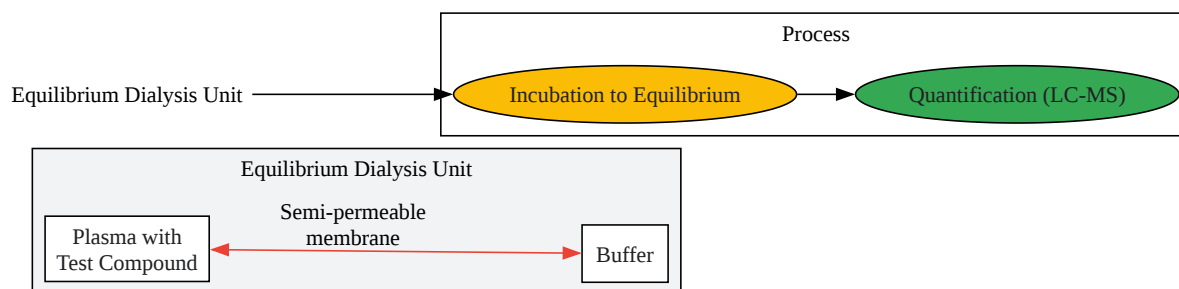 Process
Equilibrium Dialysis Unit
Incubation to Equilibrium
Quantification (LC-MS)
Equilibrium Dialysis Unit
Semi-permeable
membrane
Plasma with
Test Compound
Buffer